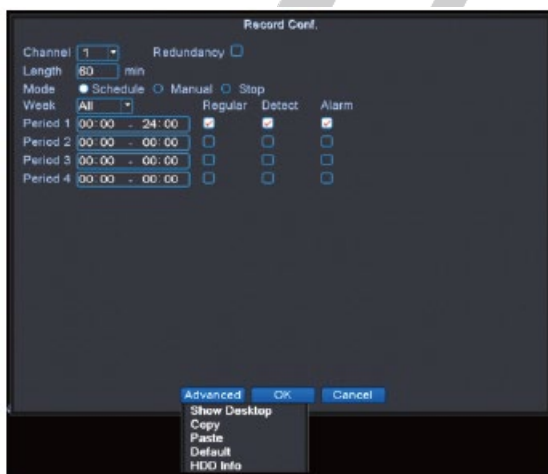 Record Conf.
Channel 1 Redundancy
Length 60 min
Mode Schedule Manual Stop
Week All Regular Detect Alarm
Period 1 00:00 - 24:00
Period 2 00:00 - 00:00
Period 3 00:00 - 00:00
Period 4 00:00 - 00:00
Advanced OK Cancel
Show Desktop
Copy
Paste
Default
HDD Info